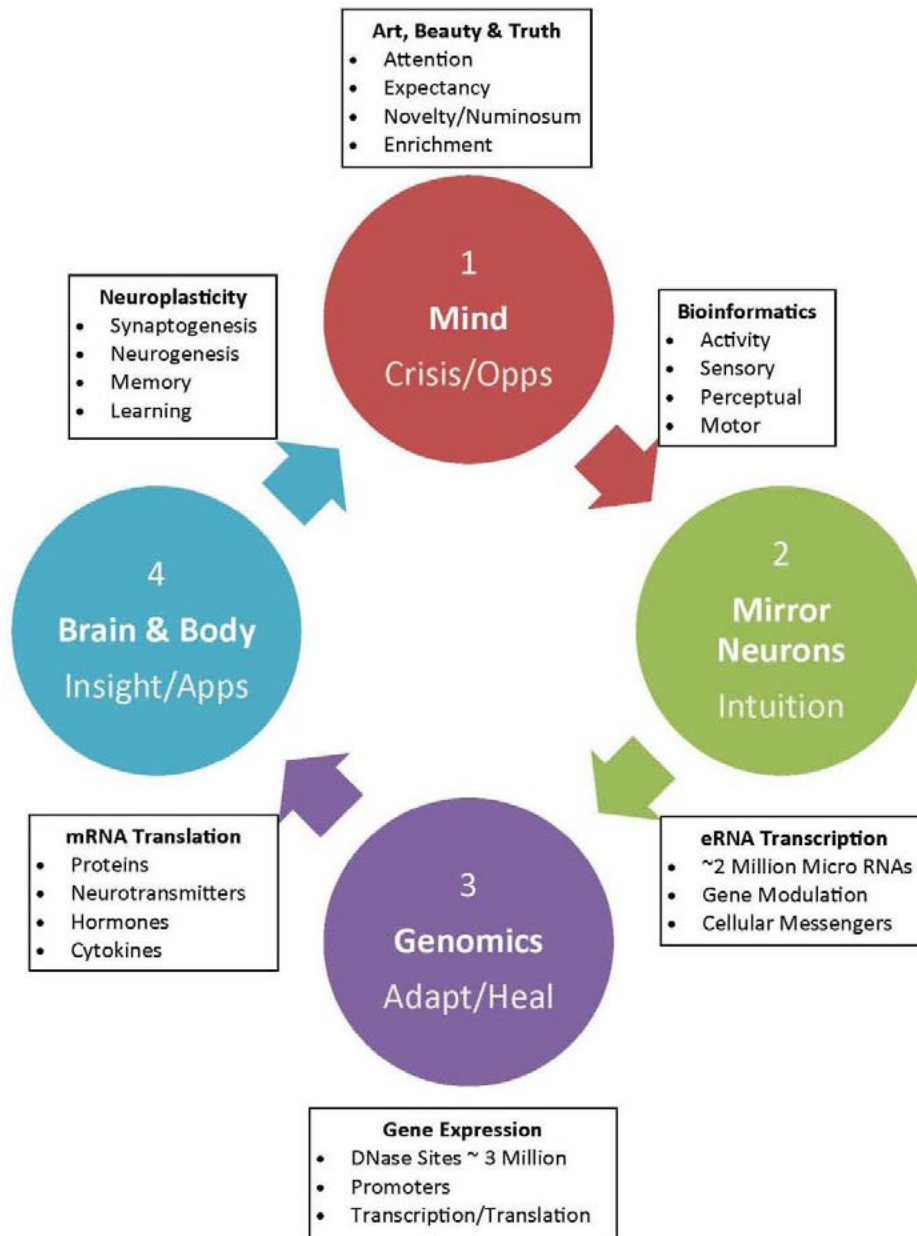 Art, Beauty & Truth
• Attention
• Expectancy
• Novelty/Numinosum
• Enrichment
1
Mind
Crisis/Opps
Neuroplasticity
• Synaptogenesis
• Neurogenesis
• Memory
• Learning
Bioinformatics
• Activity
• Sensory
• Perceptual
• Motor
4
Brain & Body
Insight/Apps
2
Mirror
Neurons
Intuition
mRNA Translation
• Proteins
• Neurotransmitters
• Hormones
• Cytokines
3
Genomics
Adapt/Heal
eRNA Transcription
• ~2 Million Micro RNAs
• Gene Modulation
• Cellular Messengers
Gene Expression
• DNase Sites ~ 3 Million
• Promoters
• Transcription/Translation